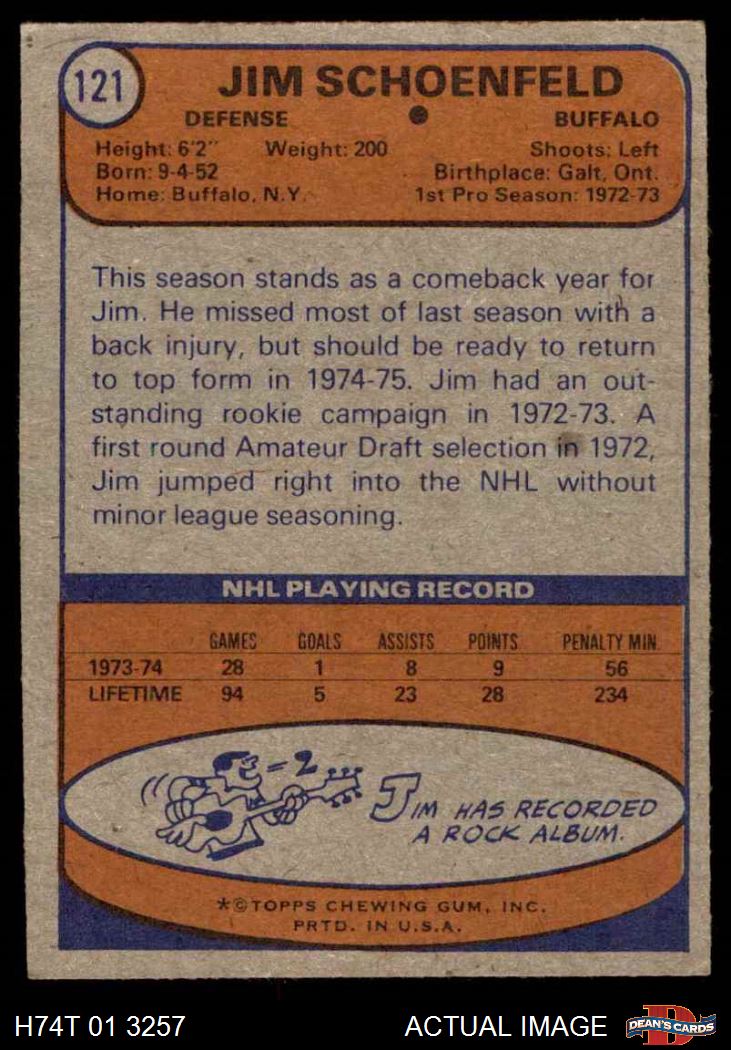 121
JIM SCHOENFELD
DEFENSE ● BUFFALO
Height: 6'2" Weight: 200 Shoots: Left
Born: 9-4-52 Birthplace: Galt, Ont.
Home: Buffalo, N.Y. 1st Pro Season: 1972-73
This season stands as a comeback year for
Jim. He missed most of last season with a
back injury, but should be ready to return
to top form in 1974-75. Jim had an out-
standing rookie campaign in 1972-73. A
first round Amateur Draft selection in 1972,
Jim jumped right into the NHL without
minor league seasoning.
NHL PLAYING RECORD
GAMES GOALS ASSISTS POINTS PENALTY MIN.
1973-74 28 1 8 9 56
LIFETIME 94 5 23 28 234
2
JIM HAS RECORDED
A ROCK ALBUM.
*©TOPPS CHEWING GUM, INC.
PRTD. IN U.S.A.
H74T 01 3257 ACTUAL IMAGE D DEAN'S CARDS